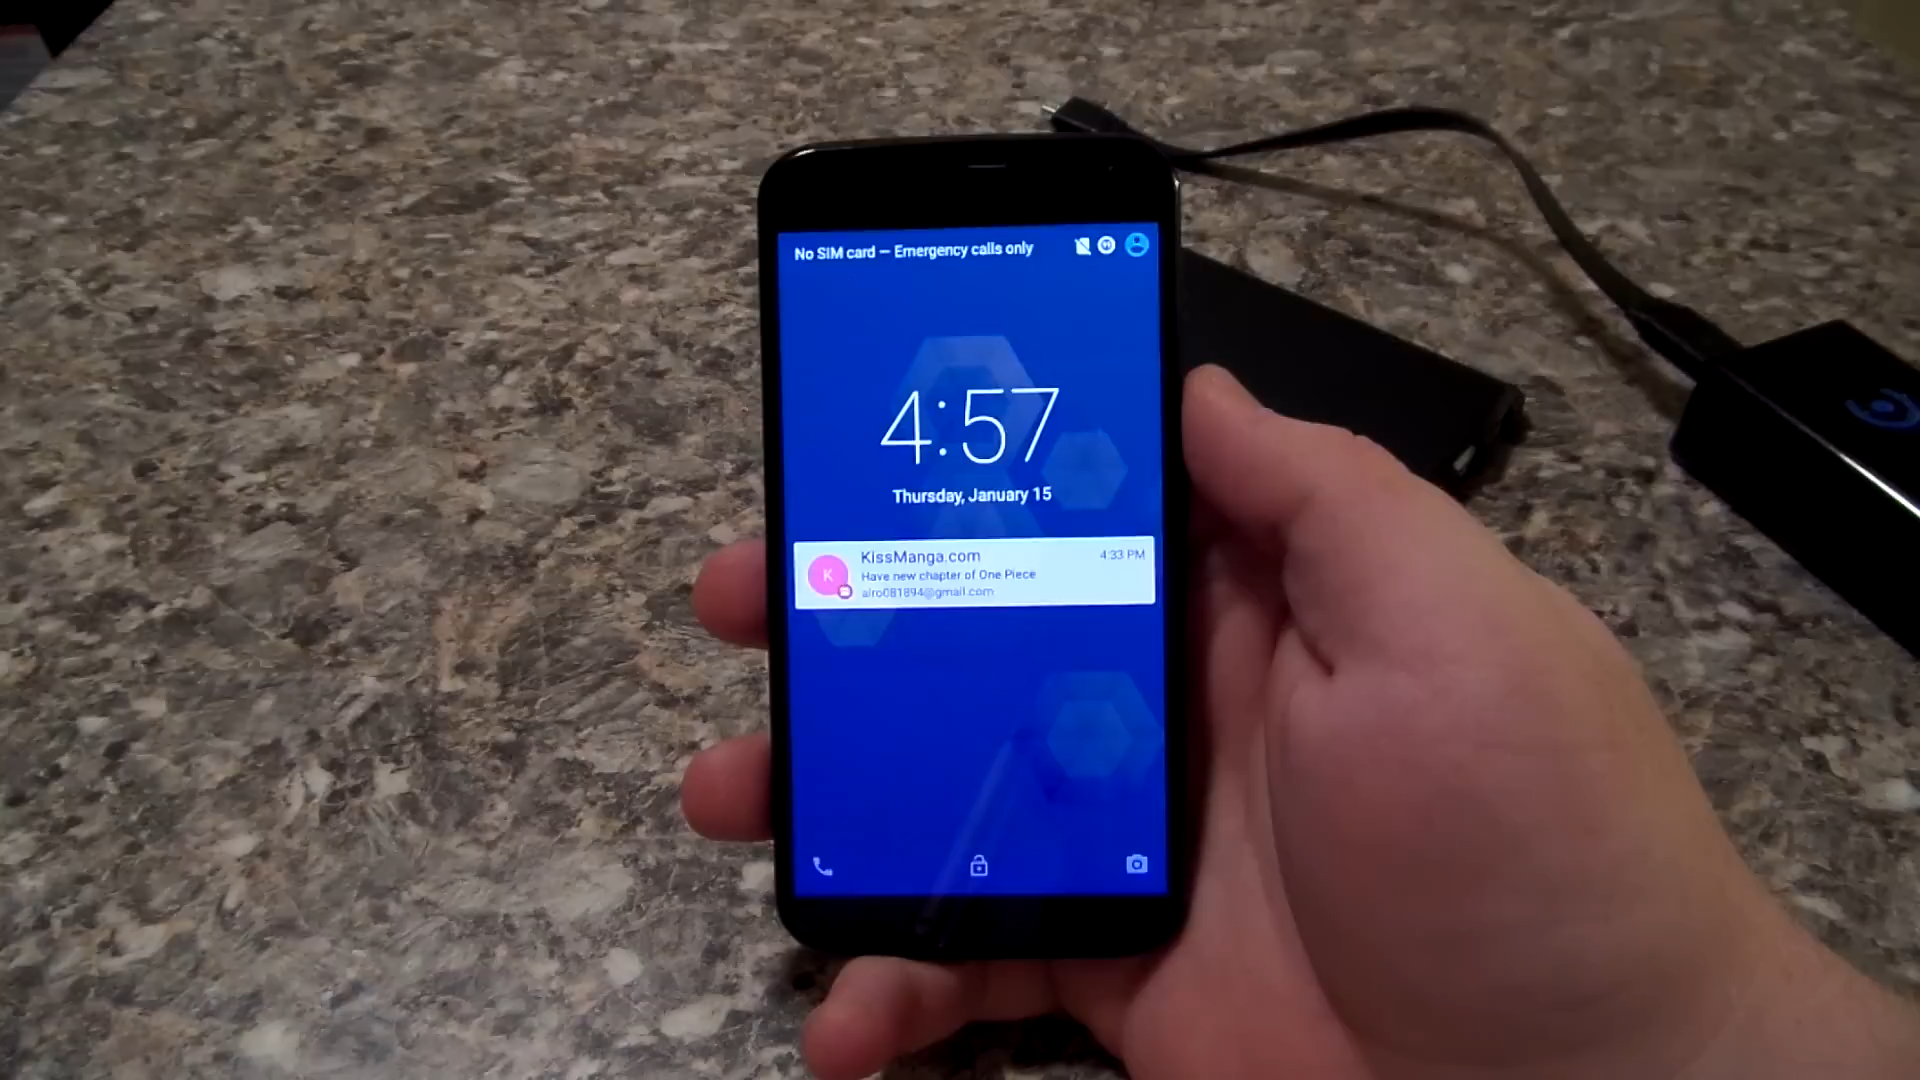 No SIM card — Emergency calls only
4:57
Thursday, January 15
K
KissManga.com
4:33 PM
Have new chapter of One Piece
airo081894@gmail.com